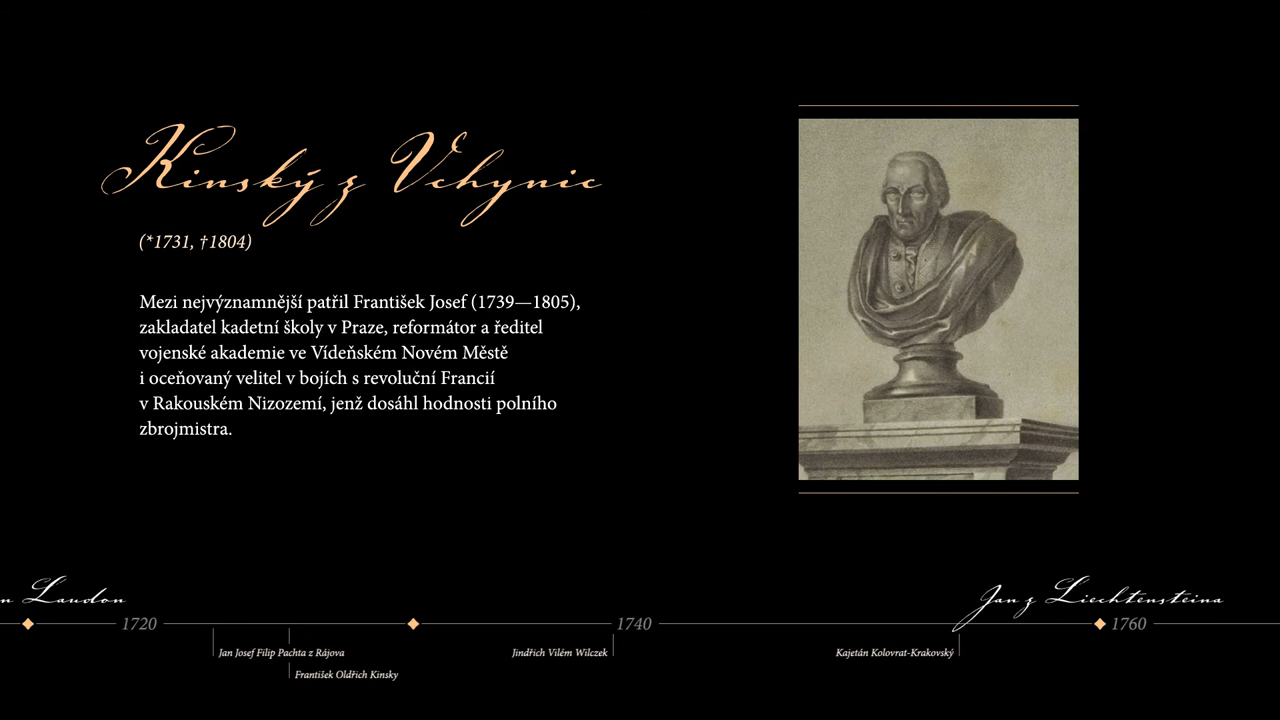 Kinský z Vchynic
(*1731, †1804)
Mezi nejvýznamnější patřil František Josef (1739—1805),
zakladatel kadetní školy v Praze, reformátor a ředitel
vojenské akademie ve Vídeňském Novém Městě
i oceňovaný velitel v bojích s revoluční Francií
v Rakouském Nizozemí, jenž dosáhl hodnosti polního
zbrojmistra.
n Laudon
Jan z Liechtensteina
1720
1740
1760
Jan Josef Filip Pachta z Rájova
Jindřich Vilém Wilczek
Kajetán Kolovrat-Krakovský
František Oldřich Kinsky